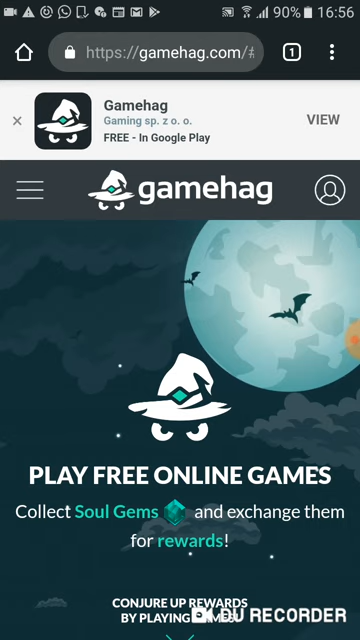 90% 16:56
https://gamehag.com/#
1
Gamehag
Gaming sp. z o. o.
FREE - In Google Play
VIEW
gamehag
PLAY FREE ONLINE GAMES
Collect Soul Gems and exchange them
for rewards!
CONJURE UP REWARDS
BY PLAYING GAMES!
DU RECORDER